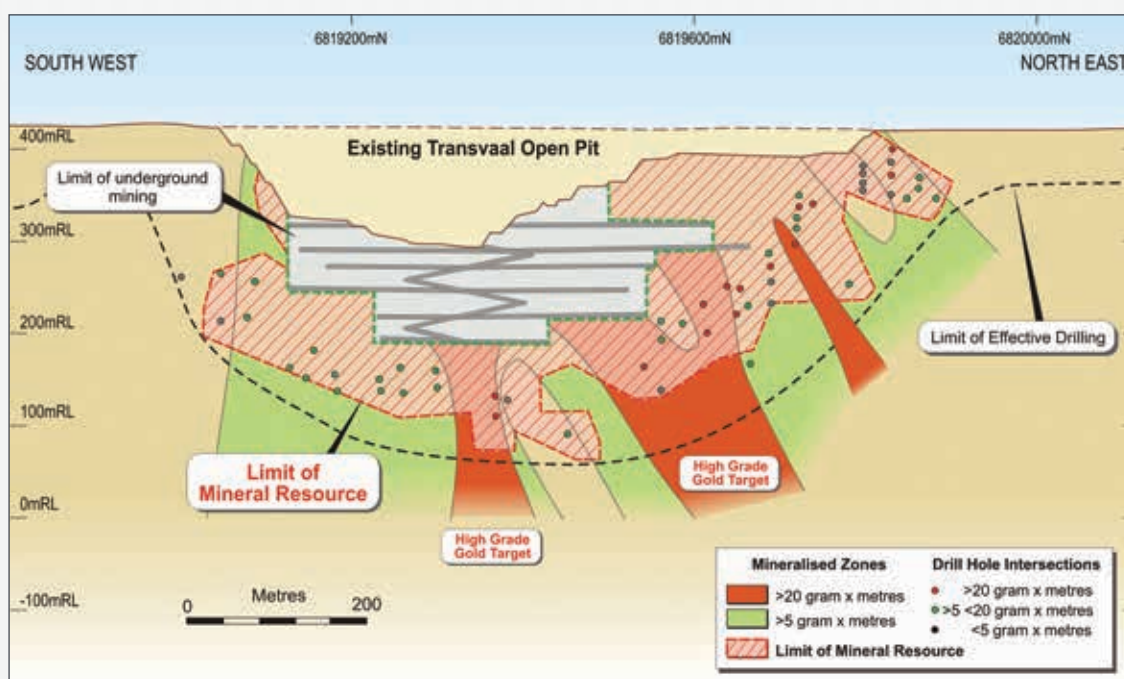 6819200mN
6819600mN
6820000mN
SOUTH WEST
NORTH EAST
400mRL
Existing Transvaal Open Pit
Limit of underground
mining
300mRL
200mRL
Limit of Effective Drilling
100mRL
Limit of
Mineral Resource
High Grade
Gold Target
0mRL
High Grade
Gold Target
-100mRL
Metres
0
200
Mineralised Zones
>20 gram x metres
>5 gram x metres
Limit of Mineral Resource
Drill Hole Intersections
>20 gram x metres
>5 <20 gram x metres
<5 gram x metres